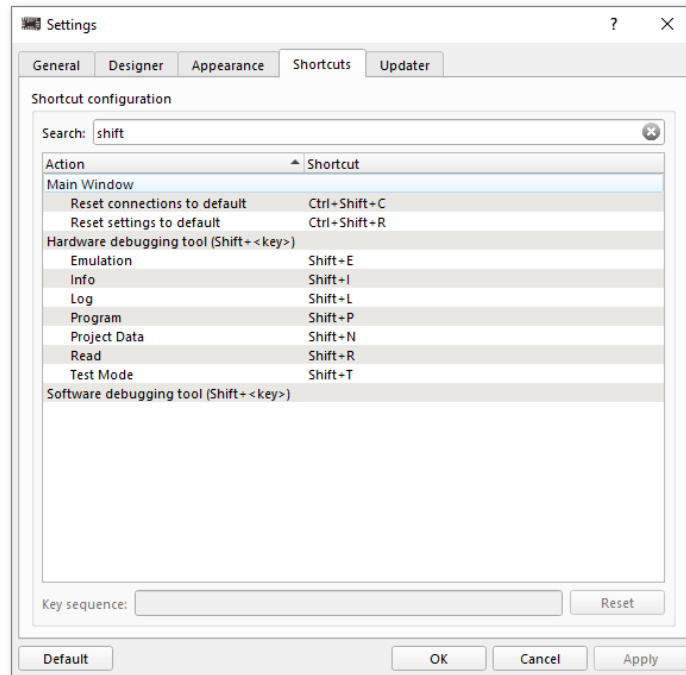 Settings ?
General Designer Appearance Shortcuts Updater
Shortcut configuration
Search: shift
Action Shortcut
Main Window
Reset connections to default Ctrl+Shift+C
Reset settings to default Ctrl+Shift+R
Hardware debugging tool (Shift+<key>)
Emulation Shift+E
Info Shift+I
Log Shift+L
Program Shift+P
Project Data Shift+N
Read Shift+R
Test Mode Shift+T
Software debugging tool (Shift+<key>)
Key sequence: Reset
Default OK Cancel Apply